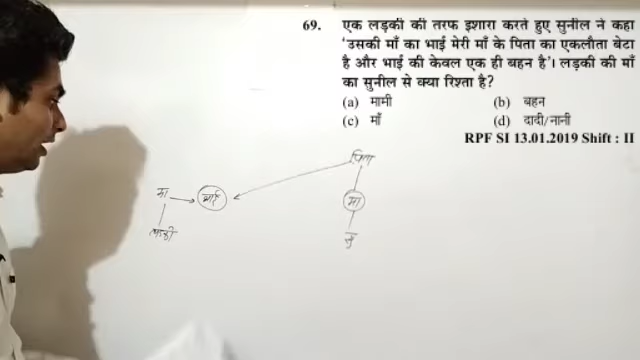 69. एक लड़की की तरफ इशारा करते हुए सुनील ने कहा
'उसकी माँ का भाई मेरी माँ के पिता का एकलौता बेटा
है और भाई की केवल एक ही बहन है'। लड़की की माँ
का सुनील से क्या रिश्ता है?
(a) मामी (b) बहन
(c) माँ (d) दादी/नानी
RPF SI 13.01.2019 Shift : II
पिता
मा भाई मा
लड़की सु